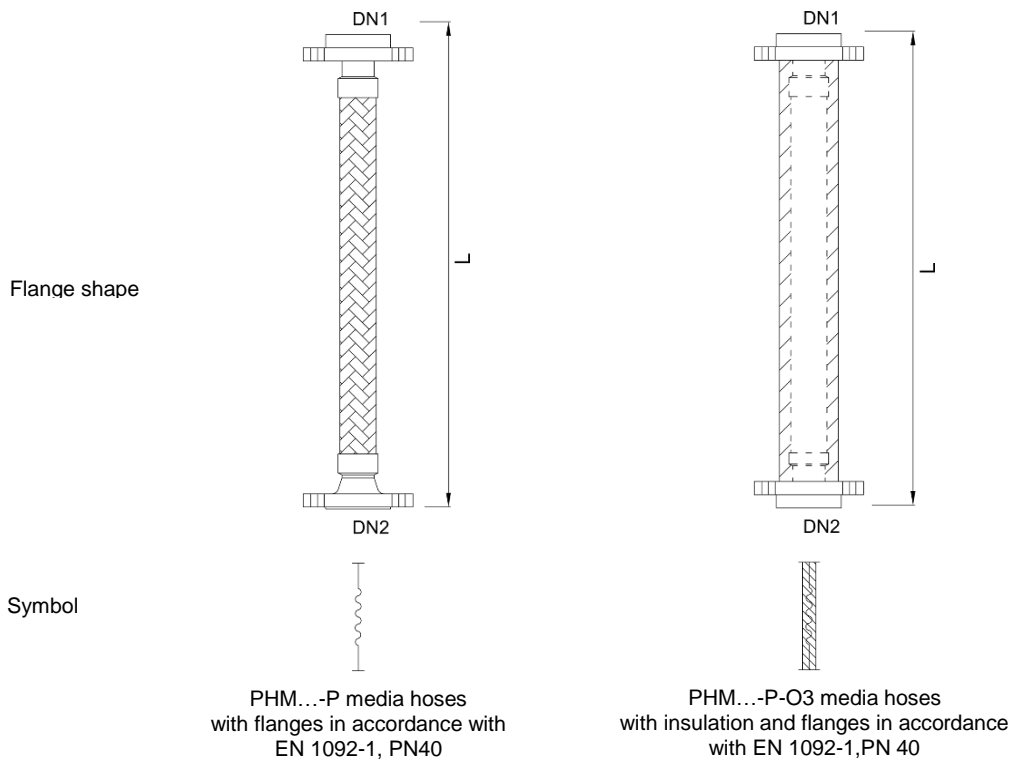 DN1
DN1
L
L
Flange shape
DN2
DN2
Symbol
PHM...-P media hoses
with flanges in accordance with
EN 1092-1, PN40
PHM...-P-O3 media hoses
with insulation and flanges in accordance
with EN 1092-1,PN 40